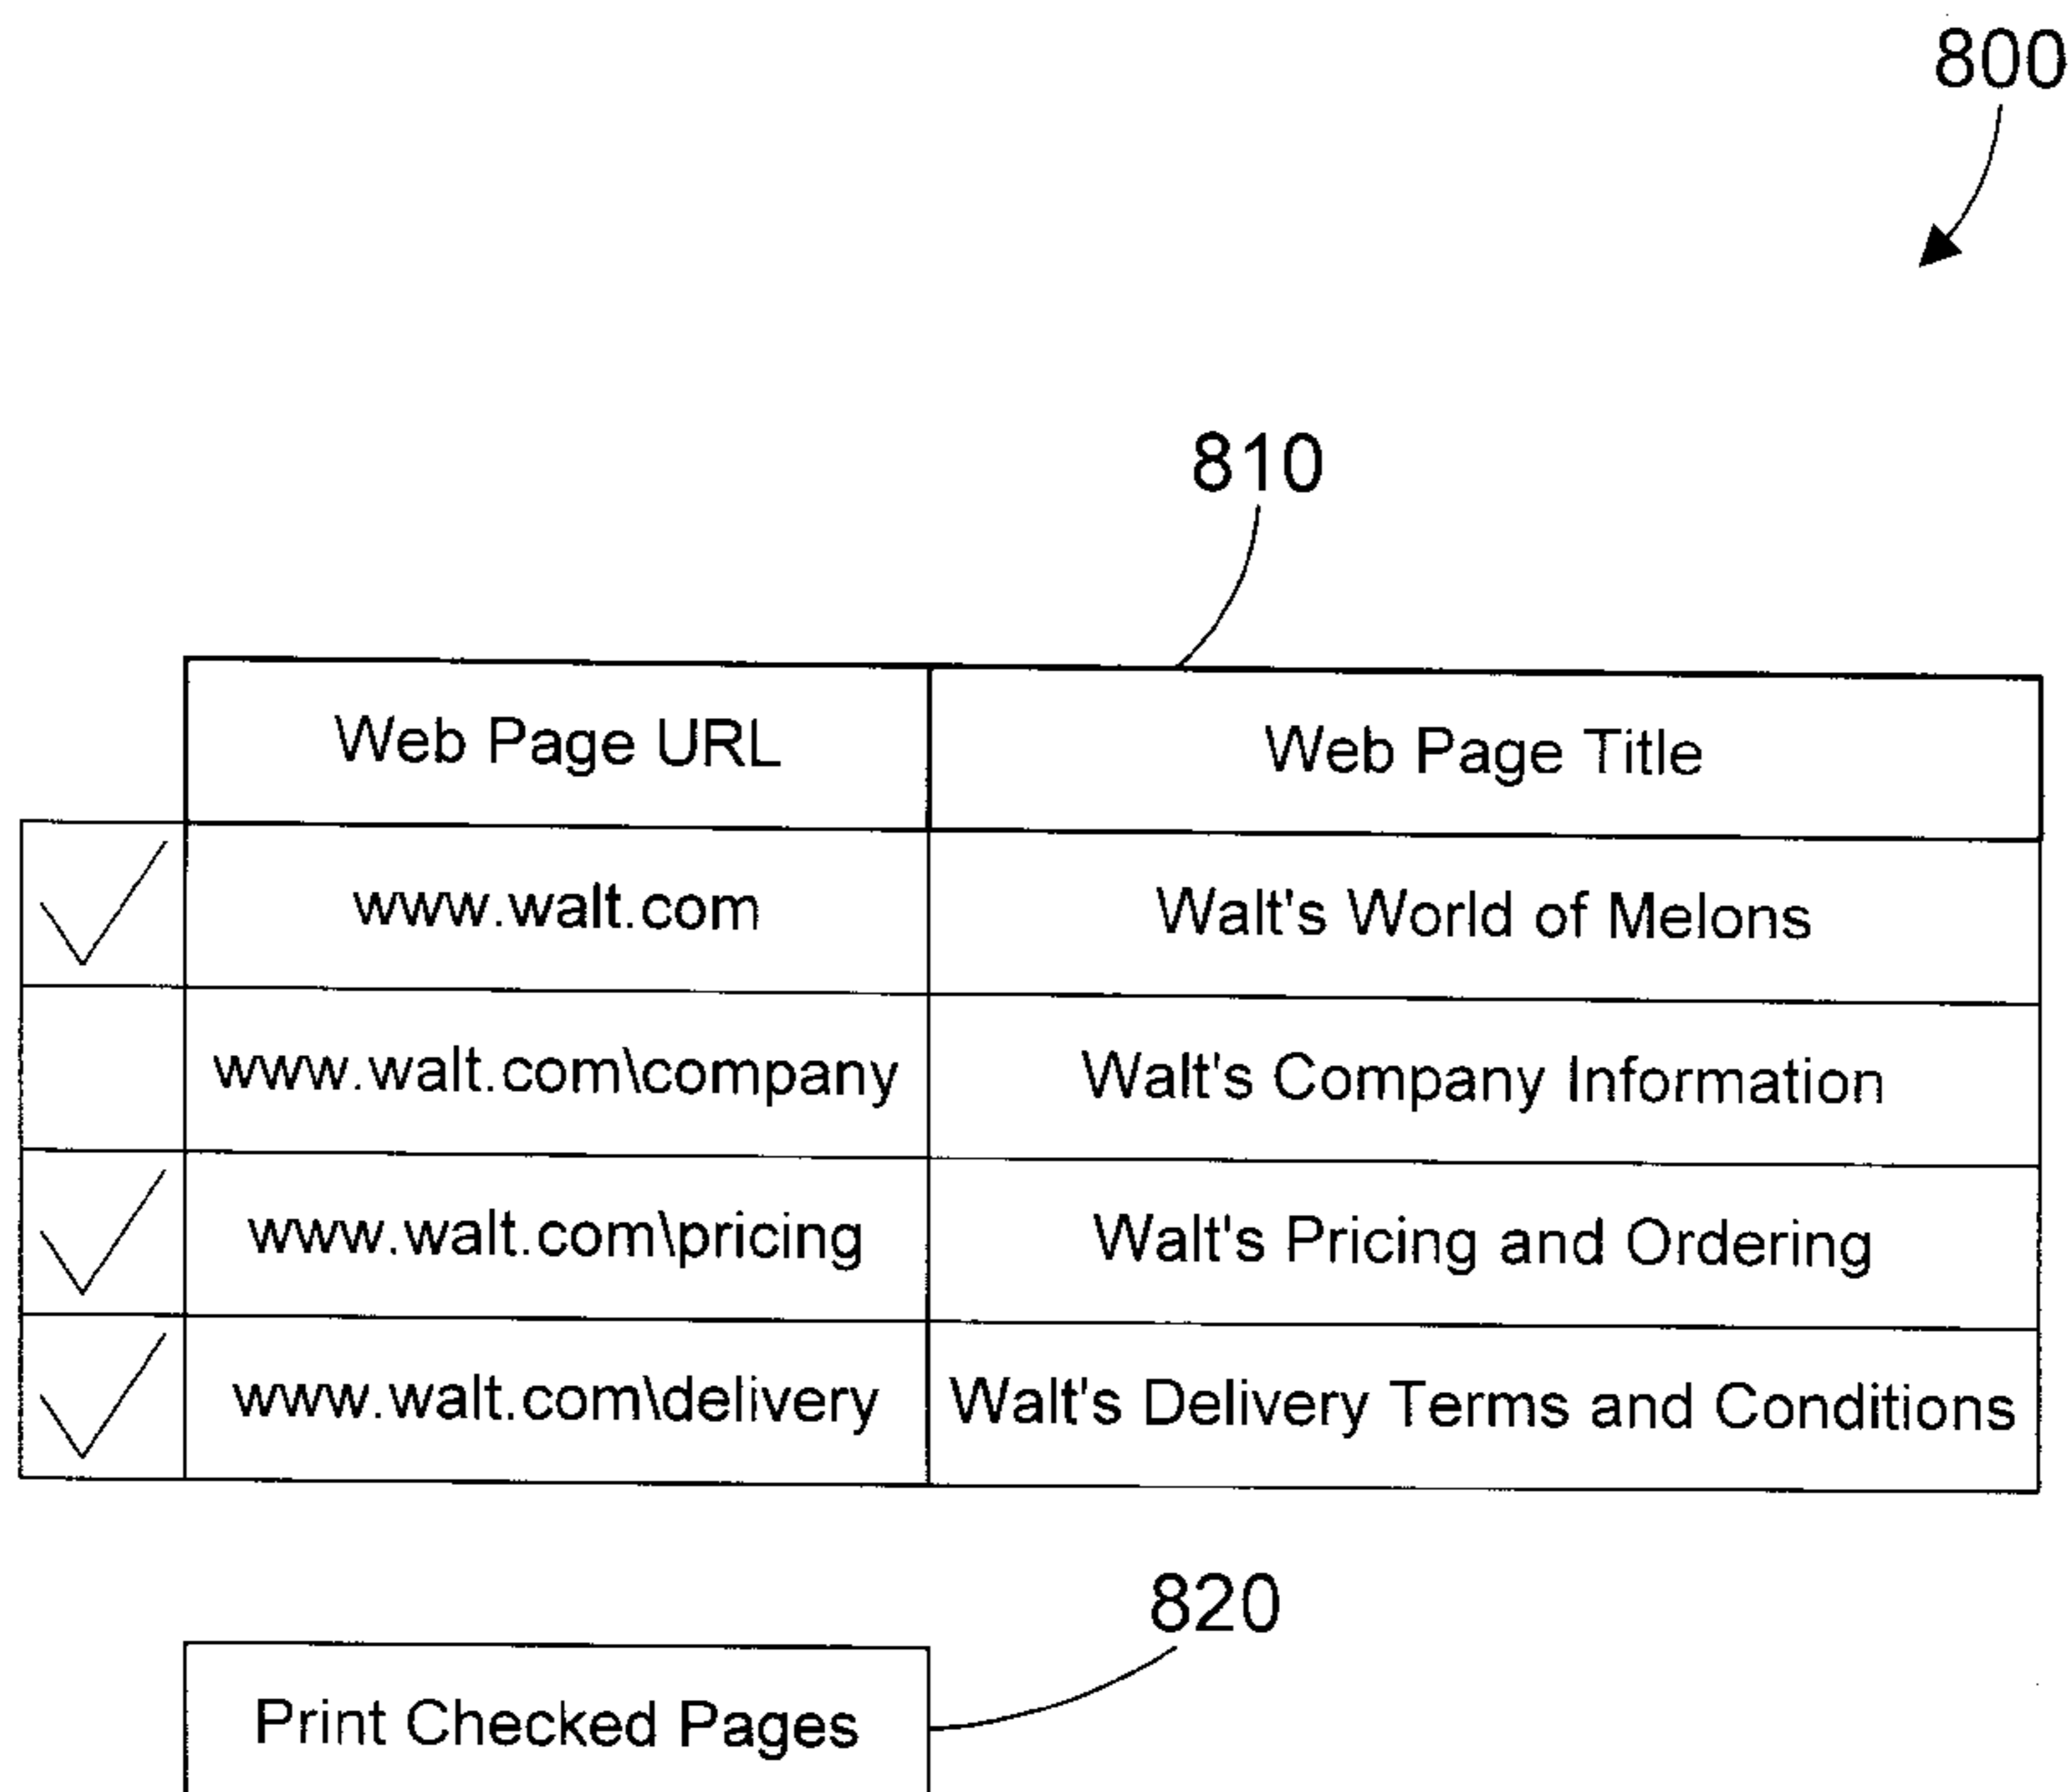 800
810
Web Page URL Web Page Title
www.walt.com Walt's World of Melons
www.walt.com\company Walt's Company Information
www.walt.com\pricing Walt's Pricing and Ordering
www.walt.com\delivery Walt's Delivery Terms and Conditions
820
Print Checked Pages